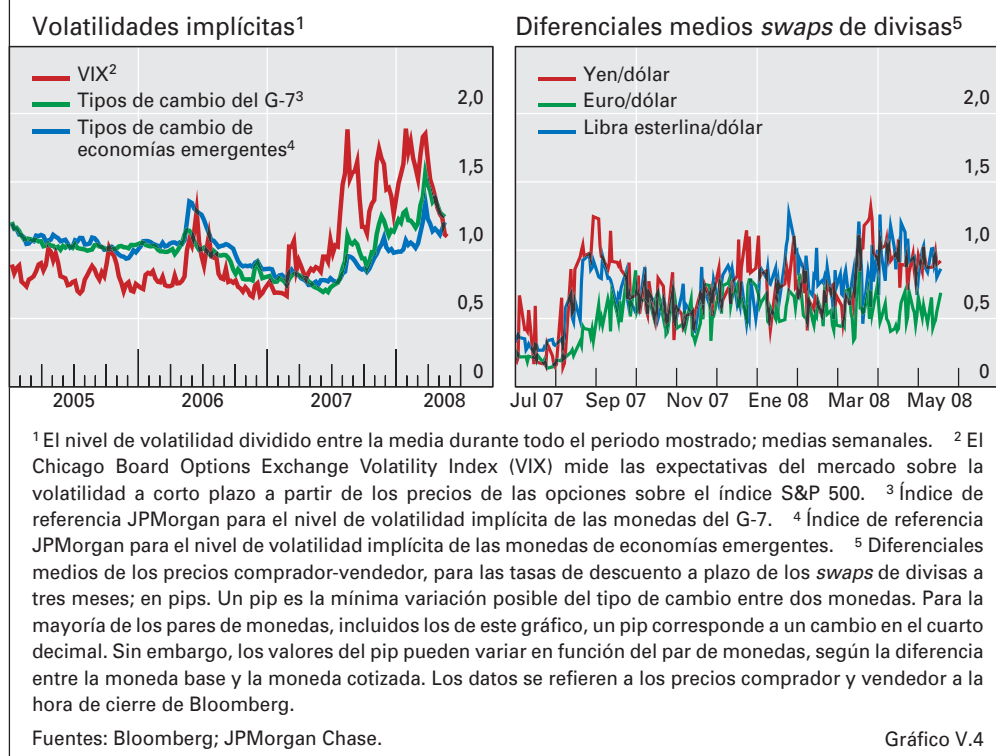 Volatilidades implícitas¹
VIX²
Tipos de cambio del G-7³
Tipos de cambio de
economías emergentes⁴
2,0
1,5
1,0
0,5
0
2005 2006 2007 2008
Diferenciales medios swaps de divisas⁵
Yen/dólar
Euro/dólar
Libra esterlina/dólar
2,0
1,5
1,0
0,5
0
Jul 07 Sep 07 Nov 07 Ene 08 Mar 08 May 08
¹ El nivel de volatilidad dividido entre la media durante todo el periodo mostrado; medias semanales. ² El
Chicago Board Options Exchange Volatility Index (VIX) mide las expectativas del mercado sobre la
volatilidad a corto plazo a partir de los precios de las opciones sobre el índice S&P 500. ³ Índice de
referencia JPMorgan para el nivel de volatilidad implícita de las monedas del G-7. ⁴ Índice de referencia
JPMorgan para el nivel de volatilidad implícita de las monedas de economías emergentes. ⁵ Diferenciales
medios de los precios comprador-vendedor, para las tasas de descuento a plazo de los swaps de divisas a
tres meses; en pips. Un pip es la mínima variación posible del tipo de cambio entre dos monedas. Para la
mayoría de los pares de monedas, incluidos los de este gráfico, un pip corresponde a un cambio en el cuarto
decimal. Sin embargo, los valores del pip pueden variar en función del par de monedas, según la diferencia
entre la moneda base y la moneda cotizada. Los datos se refieren a los precios comprador y vendedor a la
hora de cierre de Bloomberg.
Fuentes: Bloomberg; JPMorgan Chase. Gráfico V.4